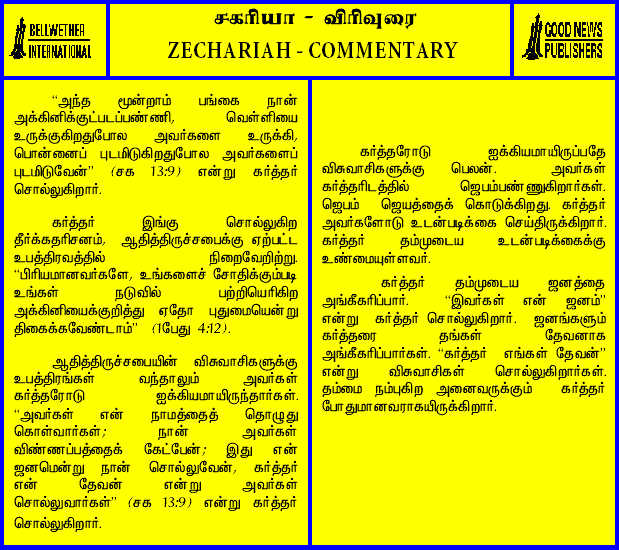 BELLWETHER
INTERNATIONAL
சகரியா - விரிவுரை
ZECHARIAH - COMMENTARY
GOOD NEWS
PUBLISHERS
“அந்த மூன்றாம் பங்கை நான்
அக்கினிக்குட்படப்பண்ணி, வெள்ளியை
உருக்குகிறதுபோல அவர்களை உருக்கி,
பொன்னைப் புடமிடுகிறதுபோல அவர்களைப்
புடமிடுவேன்” (சக 13:9) என்று கர்த்தர்
சொல்லுகிறார்.
கர்த்தர் இங்கு சொல்லுகிற
தீர்க்கதரிசனம், ஆதித்திருச்சபைக்கு ஏற்பட்ட
உபத்திரவத்தில் நிறைவேறிற்று.
“பிரியமானவர்களே, உங்களைச் சோதிக்கும்படி
உங்கள் நடுவில் பற்றியெரிகிற
அக்கினியைக்குறித்து ஏதோ புதுமையென்று
திகைக்கவேண்டாம்” (1பேது 4:12).
ஆதித்திருச்சபையின் விசுவாசிகளுக்கு
உபத்திரங்கள் வந்தாலும் அவர்கள்
கர்த்தரோடு ஐக்கியமாயிருந்தார்கள்.
“அவர்கள் என் நாமத்தைத் தொழுது
கொள்வார்கள்; நான் அவர்கள்
விண்ணப்பத்தைக் கேட்பேன்; இது என்
ஜனமென்று நான் சொல்லுவேன், கர்த்தர்
என் தேவன் என்று அவர்கள்
சொல்லுவார்கள்” (சக 13:9) என்று கர்த்தர்
சொல்லுகிறார்.
கர்த்தரோடு ஐக்கியமாயிருப்பதே
விசுவாசிகளுக்கு பெலன். அவர்கள்
கர்த்தரிடத்தில் ஜெபம்பண்ணுகிறார்கள்.
ஜெபம் ஜெயத்தைக் கொடுக்கிறது. கர்த்தர்
அவர்களோடு உடன்படிக்கை செய்திருக்கிறார்.
கர்த்தர் தம்முடைய உடன்படிக்கைக்கு
உண்மையுள்ளவர்.
கர்த்தர் தம்முடைய ஜனத்தை
அங்கீகரிப்பார். “இவர்கள் என் ஜனம்”
என்று கர்த்தர் சொல்லுகிறார். ஜனங்களும்
கர்த்தரை தங்கள் தேவனாக
அங்கீகரிப்பார்கள். “கர்த்தர் எங்கள் தேவன்”
என்று விசுவாசிகள் சொல்லுகிறார்கள்.
தம்மை நம்புகிற அனைவருக்கும் கர்த்தர்
போதுமானவராகயிருக்கிறார்.